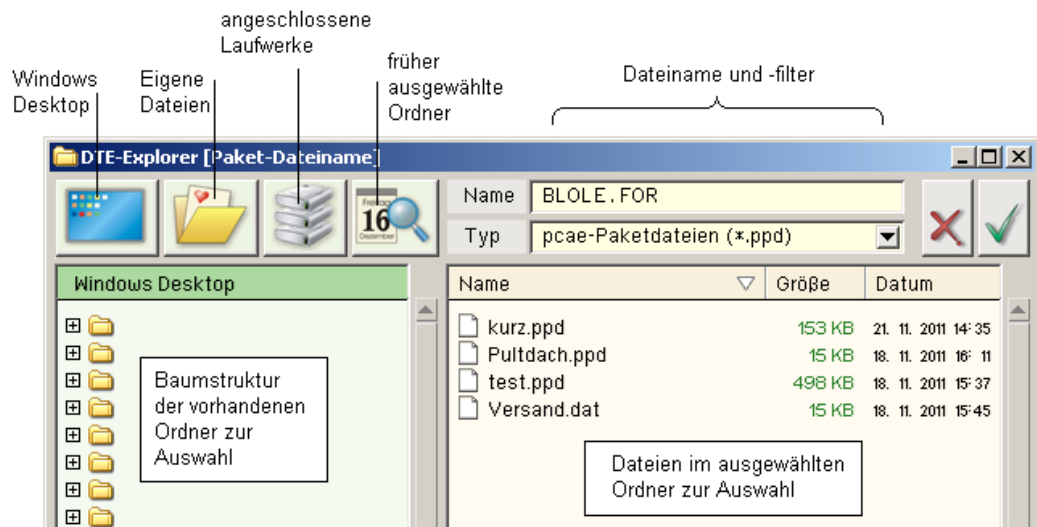 angeschlossene
Laufwerke
früher
ausgewählte
Ordner
Windows
Desktop
Eigene
Dateien
Dateiname und -filter
DTE-Explorer [Paket-Dateiname]
Freitag
16
Dezember
Name BLOLE.FOR
Typ pcae-Paketdateien (*.ppd)
Windows Desktop
Name Größe Datum
kurz.ppd 153 KB 21. 11. 2011 14:35
Pultdach.ppd 15 KB 18. 11. 2011 16:11
test.ppd 498 KB 18. 11. 2011 15:37
Versand.dat 15 KB 18. 11. 2011 15:45
Baumstruktur
der vorhandenen
Ordner zur
Auswahl
Dateien im ausgewählten
Ordner zur Auswahl